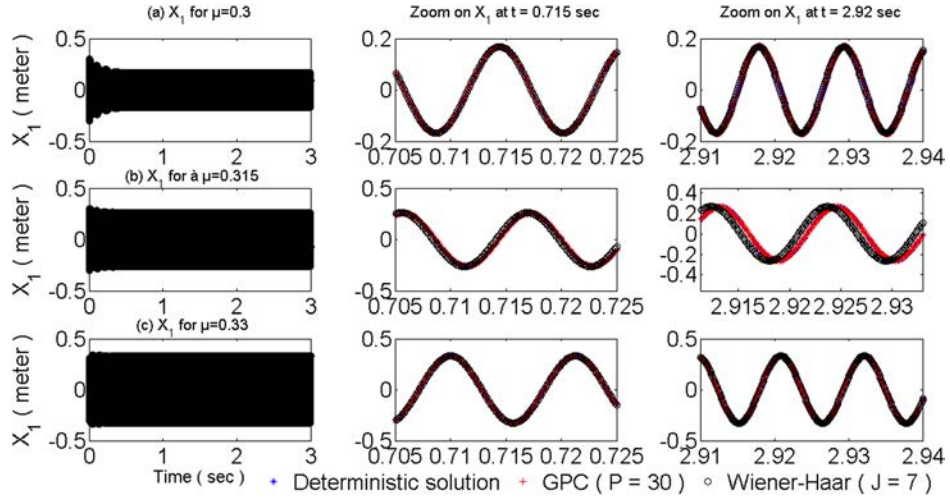 (a) X1 for μ=0.3
Zoom on X1 at t = 0.715 sec
Zoom on X1 at t = 2.92 sec
X1 ( meter )
0.5
0
-0.5
0 1 2 3
0.2
0
-0.2
0.705 0.71 0.715 0.72 0.725
0.2
0
-0.2
2.91 2.92 2.93 2.94
(b) X1 for à μ=0.315
X1 ( meter )
0.5
0
-0.5
0 1 2 3
0.5
0
-0.5
0.705 0.71 0.715 0.72 0.725
0.4
0.2
0
-0.2
-0.4
2.915 2.92 2.925 2.93
(c) X1 for μ=0.33
X1 ( meter )
0.5
0
-0.5
0 1 2 3
Time ( sec )
0.5
0
-0.5
0.705 0.71 0.715 0.72 0.725
0.5
0
-0.5
2.91 2.92 2.93 2.94
+ Deterministic solution + GPC ( P = 30 ) ○ Wiener-Haar ( J = 7 )